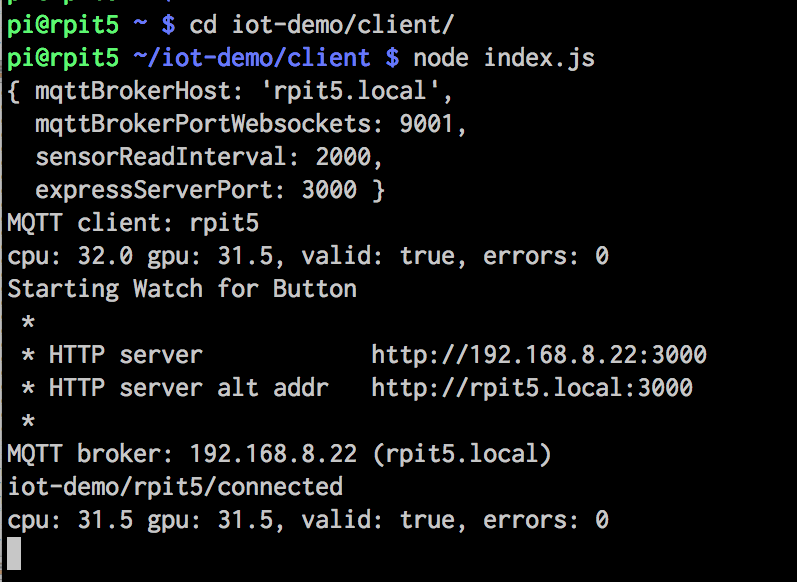 pi@rpit5 ~ $ cd iot-demo/client/
pi@rpit5 ~/iot-demo/client $ node index.js
{ mqttBrokerHost: 'rpit5.local',
  mqttBrokerPortWebsockets: 9001,
  sensorReadInterval: 2000,
  expressServerPort: 3000 }
MQTT client: rpit5
cpu: 32.0 gpu: 31.5, valid: true, errors: 0
Starting Watch for Button
 *
 * HTTP server            http://192.168.8.22:3000
 * HTTP server alt addr   http://rpit5.local:3000
 *
MQTT broker: 192.168.8.22 (rpit5.local)
iot-demo/rpit5/connected
cpu: 31.5 gpu: 31.5, valid: true, errors: 0